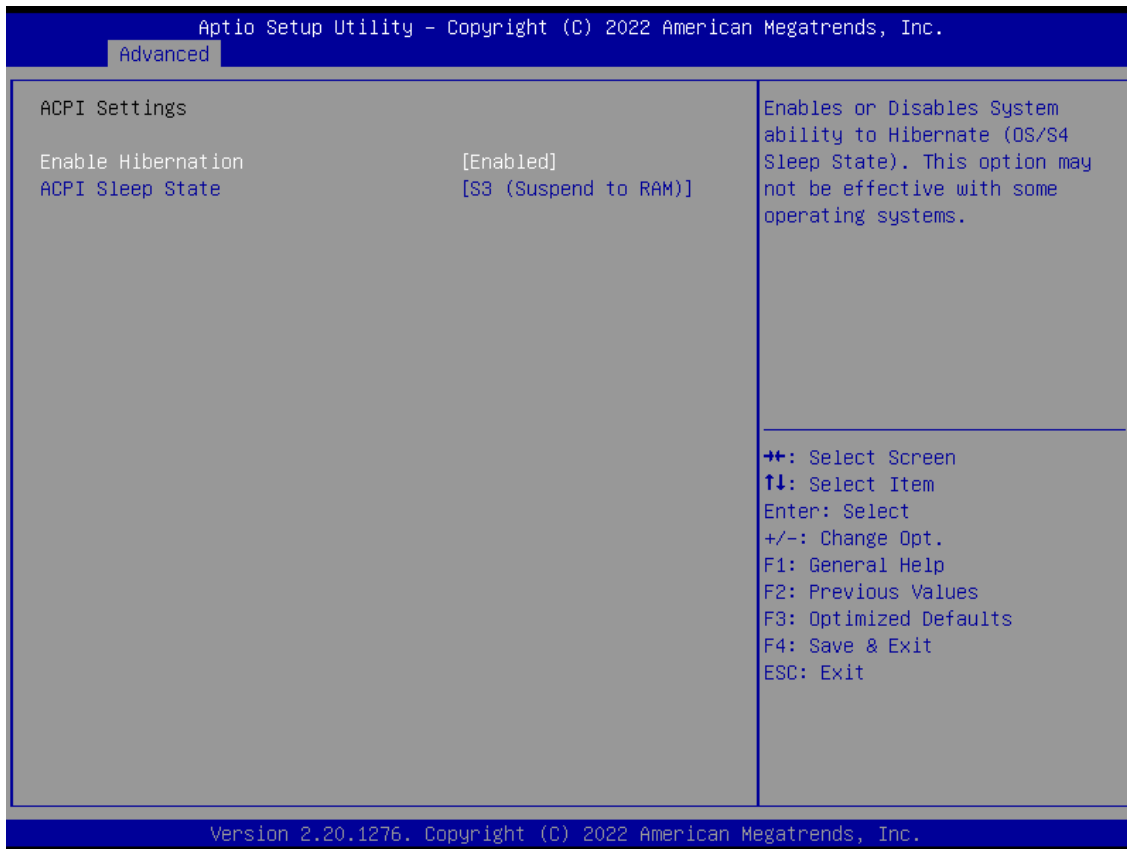 Aptio Setup Utility – Copyright (C) 2022 American Megatrends, Inc.
Advanced
ACPI Settings
Enable Hibernation [Enabled]
ACPI Sleep State [S3 (Suspend to RAM)]
Enables or Disables System
ability to Hibernate (OS/S4
Sleep State). This option may
not be effective with some
operating systems.
→←: Select Screen
↑↓: Select Item
Enter: Select
+/-: Change Opt.
F1: General Help
F2: Previous Values
F3: Optimized Defaults
F4: Save & Exit
ESC: Exit
Version 2.20.1276. Copyright (C) 2022 American Megatrends, Inc.